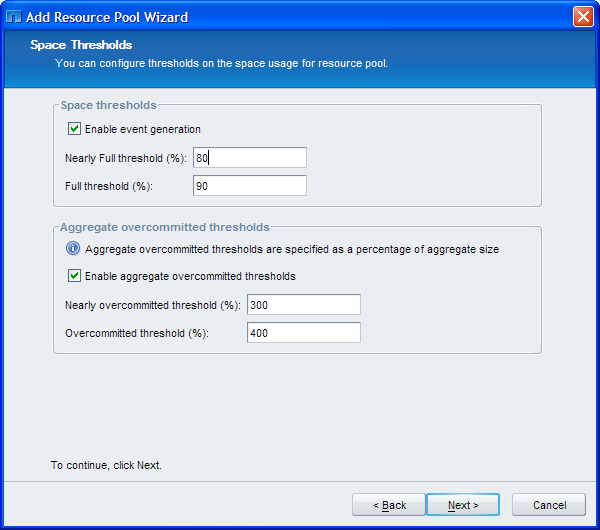 Add Resource Pool Wizard
Space Thresholds
You can configure thresholds on the space usage for resource pool.
Space thresholds
Enable event generation
Nearly Full threshold (%): 80
Full threshold (%): 90
Aggregate overcommitted thresholds
Aggregate overcommitted thresholds are specified as a percentage of aggregate size
Enable aggregate overcommitted thresholds
Nearly overcommitted threshold (%): 300
Overcommitted threshold (%): 400
To continue, click Next.
< Back Next > Cancel